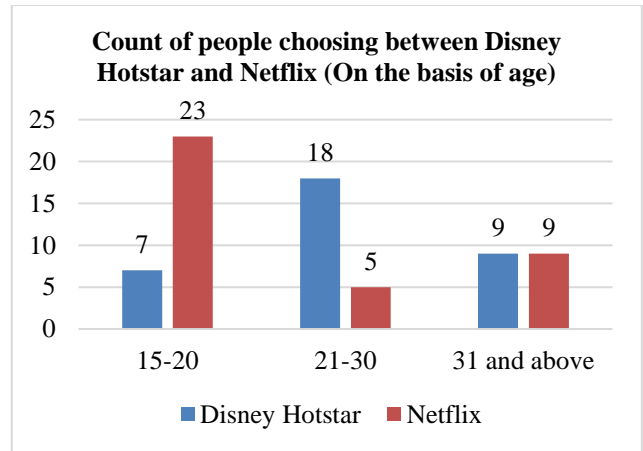 Count of people choosing between Disney
Hotstar and Netflix (On the basis of age)
25
20
15
10
5
0
7
23
18
5
9
9
15-20
21-30
31 and above
Disney Hotstar
Netflix